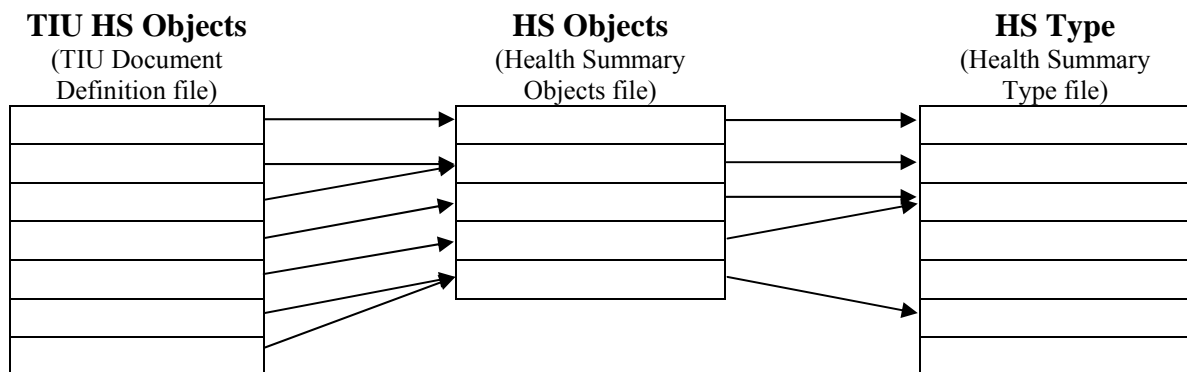 TIU HS Objects
(TIU Document
Definition file)
HS Objects
(Health Summary
Objects file)
HS Type
(Health Summary
Type file)